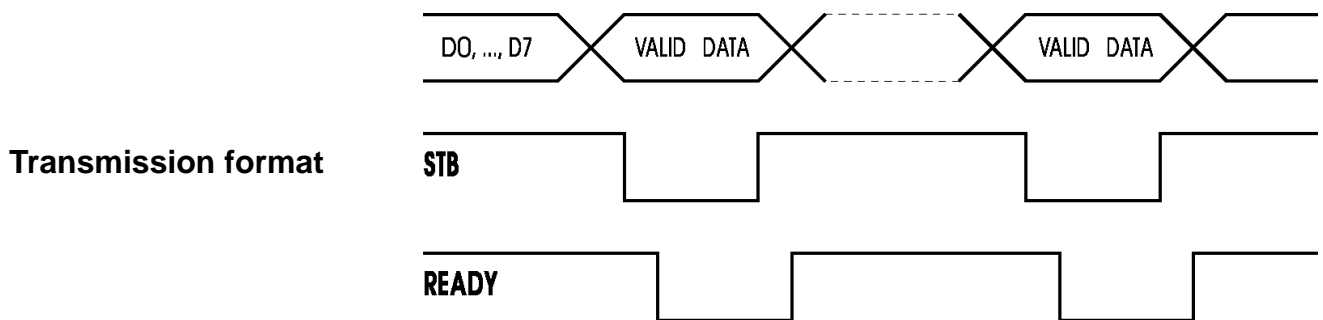 D0, ..., D7 VALID DATA VALID DATA
Transmission format STB
READY